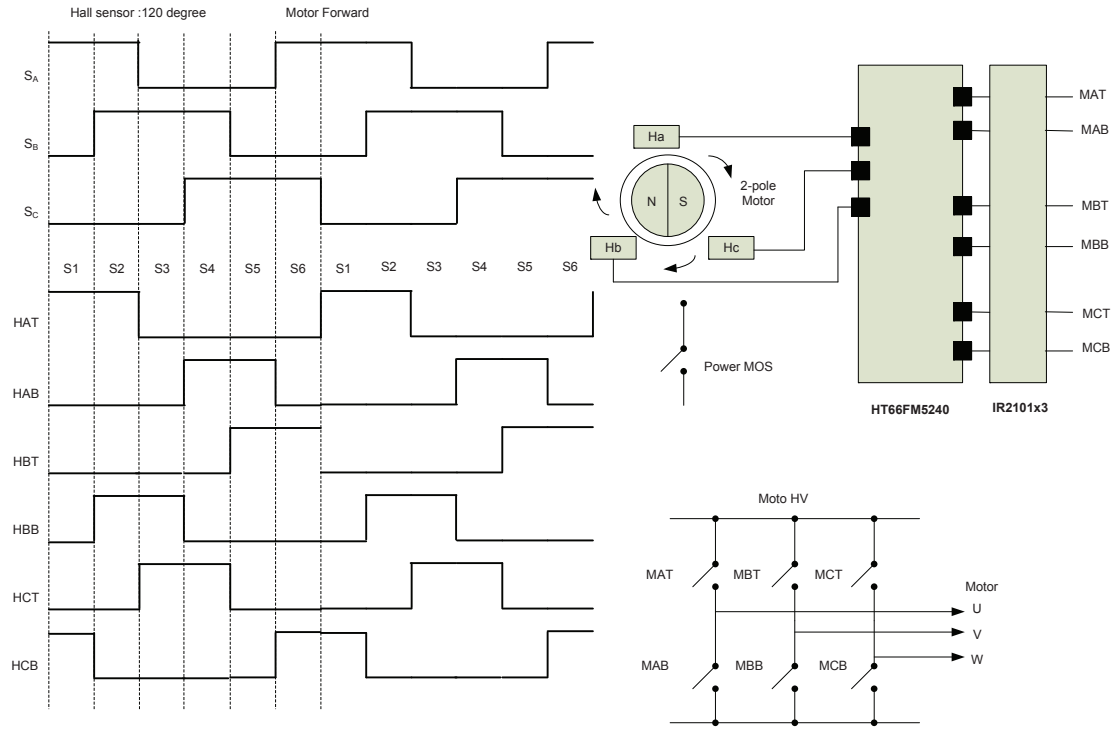 Hall sensor :120 degree
Motor Forward
SA
SB
SC
S1 S2 S3 S4 S5 S6 S1 S2 S3 S4 S5 S6
HAT
HAB
HBT
HBB
HCT
HCB
Ha
N S
2-pole
Motor
Hb
Hc
Power MOS
MAT
MAB
MBT
MBB
MCT
MCB
HT66FM5240
IR2101x3
Moto HV
MAT
MBT
MCT
Motor
U
V
W
MAB
MBB
MCB